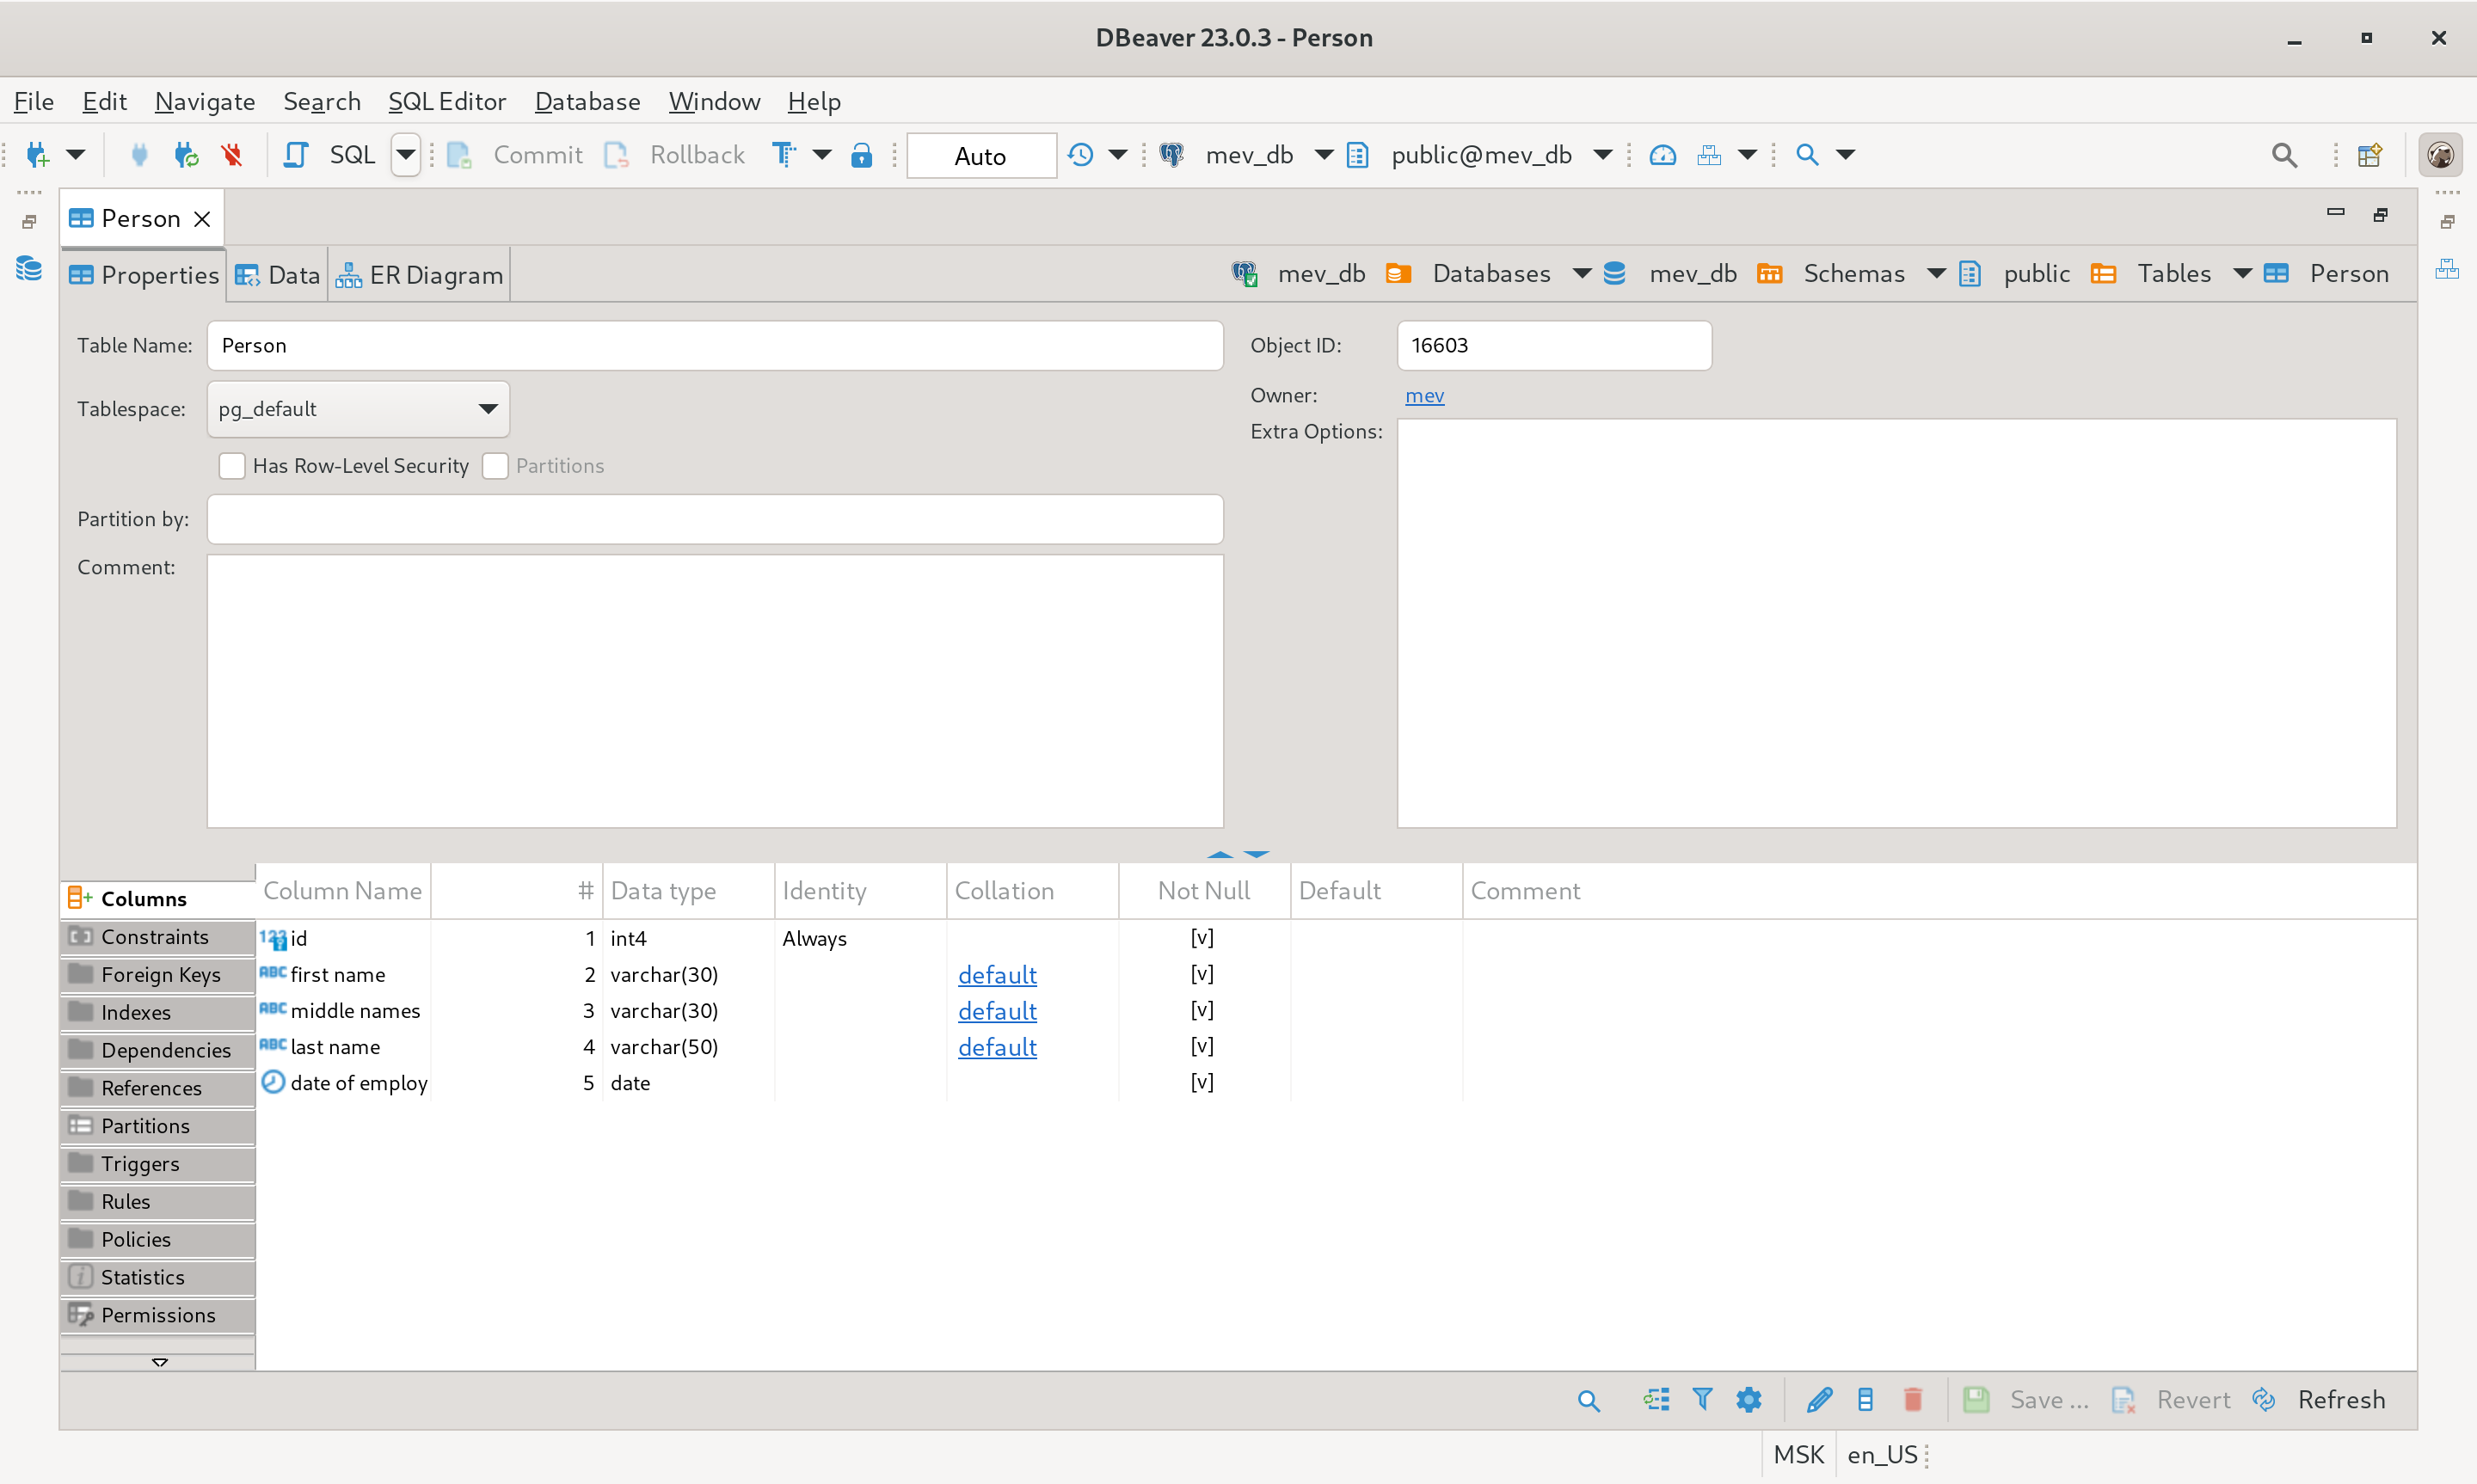 DBeaver 23.0.3 - Person
File Edit Navigate Search SQL Editor Database Window Help
SQL Commit Rollback Auto mev_db public@mev_db
Person
Properties Data ER Diagram mev_db Databases mev_db Schemas public Tables Person
Table Name: Person Object ID: 16603
Tablespace: pg_default Owner: mev
Extra Options:
Has Row-Level Security Partitions
Partition by:
Comment:
Column Name # Data type Identity Collation Not Null Default Comment
id 1 int4 Always [v]
first name 2 varchar(30) default [v]
middle names 3 varchar(30) default [v]
last name 4 varchar(50) default [v]
date of employ 5 date [v]
Columns
Constraints
Foreign Keys
Indexes
Dependencies
References
Partitions
Triggers
Rules
Policies
Statistics
Permissions
Save ... Revert Refresh
MSK en_US